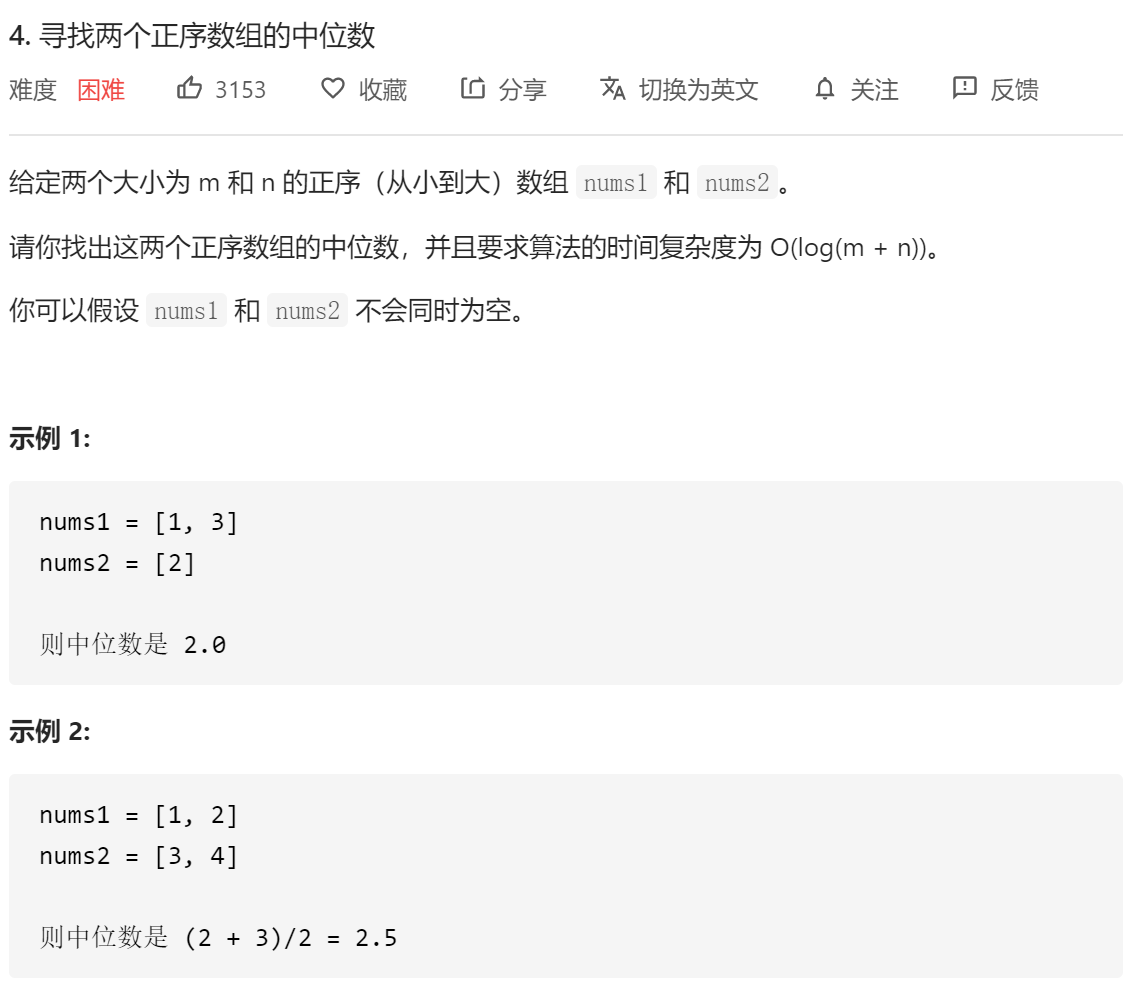 4. 寻找两个正序数组的中位数
难度 困难 3153 收藏 分享 切换为英文 关注 反馈
给定两个大小为 m 和 n 的正序（从小到大）数组 nums1 和 nums2。
请你找出这两个正序数组的中位数，并且要求算法的时间复杂度为 O(log(m + n))。
你可以假设 nums1 和 nums2 不会同时为空。
示例 1:
nums1 = [1, 3]
nums2 = [2]
则中位数是 2.0
示例 2:
nums1 = [1, 2]
nums2 = [3, 4]
则中位数是 (2 + 3)/2 = 2.5